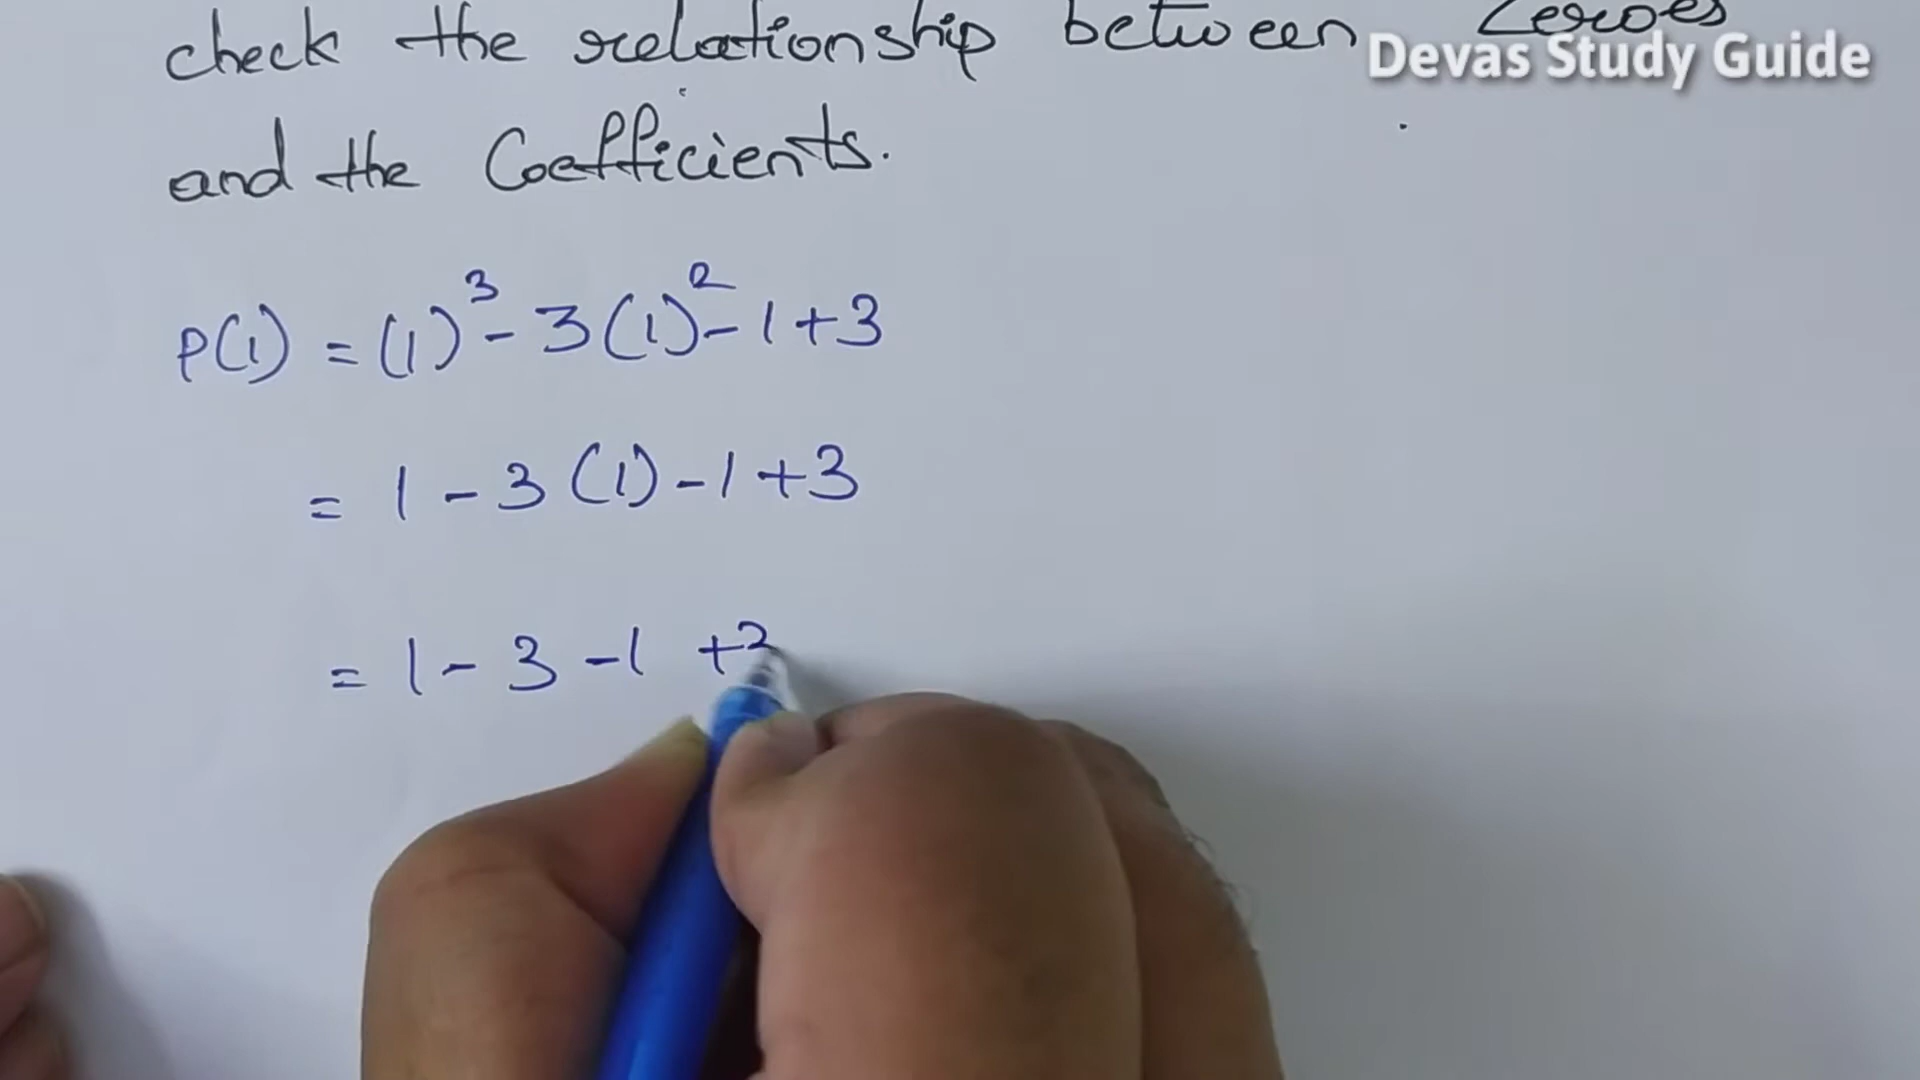 check the relationship between Zeroes
Devas Study Guide
and the Coefficients.
P(1) = (1)³ - 3(1)² - 1 + 3
= 1 - 3 (1) - 1 + 3
= 1 - 3 - 1 +